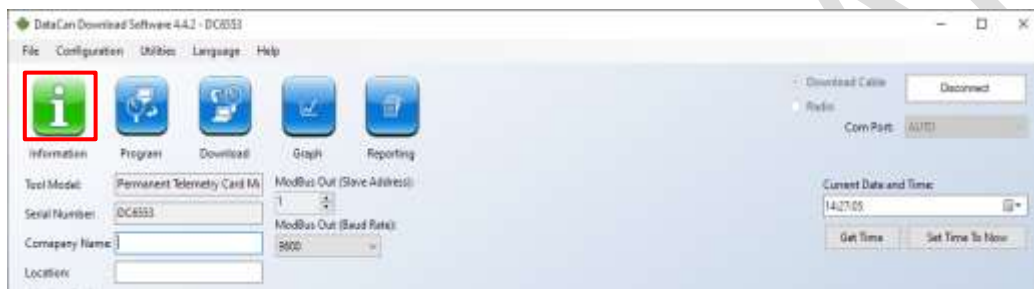 DataCan Download Software 4.4.2 - DC6553
File Configuration Utilities Language Help
Information Program Download Graph Reporting
Download Cable
Radio
Disconnect
Com Port: AUTO
Tool Model: Permanent Telemetry Card Mo
Serial Number: DC6553
Comapany Name:
Location:
ModBus Out (Slave Address):
1
ModBus Out (Baud Rate):
9600
Current Date and Time:
14:27:05
Get Time Set Time To Now